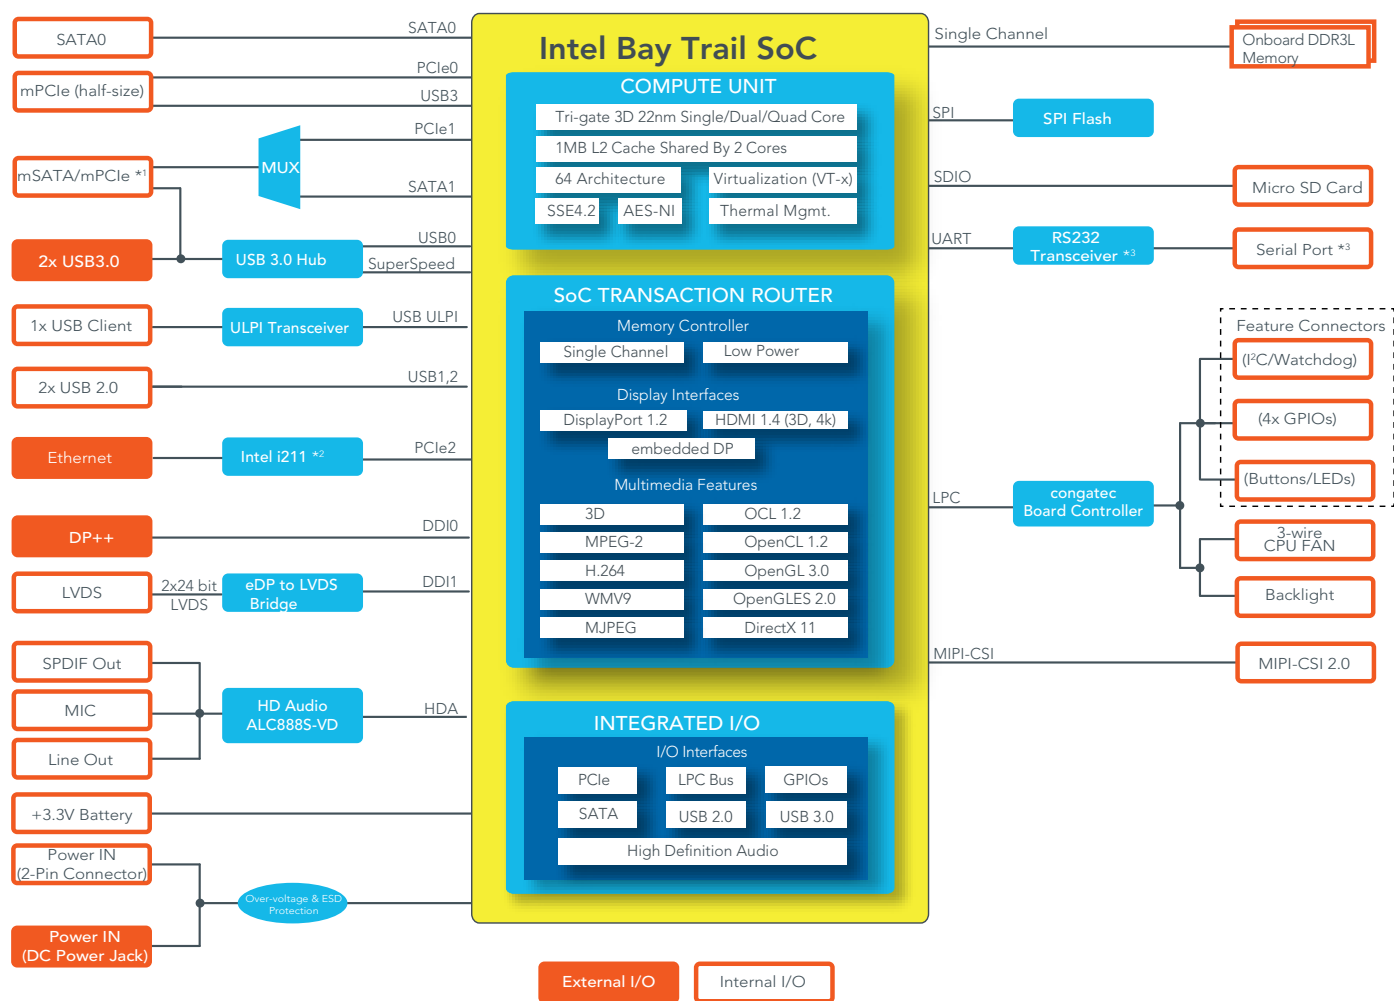 SATA0
mPCIe (half-size)
mSATA/mPCIe *1
2x USB3.0
1x USB Client
2x USB 2.0
Ethernet
DP++
LVDS
SPDIF Out
MIC
Line Out
+3.3V Battery
Power IN
(2-Pin Connector)
Power IN
(DC Power Jack)
MUX
USB 3.0 Hub
ULPI Transceiver
Intel i211 *2
2x24 bit
LVDS
eDP to LVDS
Bridge
HD Audio
ALC888S-VD
Over-voltage & ESD
Protection
SATA0
PCIe0
USB3
PCIe1
SATA1
USB0
SuperSpeed
USB ULPI
USB1,2
PCIe2
DDI0
DDI1
HDA
Intel Bay Trail SoC
COMPUTE UNIT
Tri-gate 3D 22nm Single/Dual/Quad Core
1MB L2 Cache Shared By 2 Cores
64 Architecture
Virtualization (VT-x)
SSE4.2
AES-NI
Thermal Mgmt.
SoC TRANSACTION ROUTER
Memory Controller
Single Channel
Low Power
Display Interfaces
DisplayPort 1.2
HDMI 1.4 (3D, 4k)
embedded DP
Multimedia Features
3D
OCL 1.2
MPEG-2
OpenCL 1.2
H.264
OpenGL 3.0
WMV9
OpenGLES 2.0
MJPEG
DirectX 11
INTEGRATED I/O
I/O Interfaces
PCIe
LPC Bus
GPIOs
SATA
USB 2.0
USB 3.0
High Definition Audio
Single Channel
SPI
SDIO
UART
LPC
MIPI-CSI
SPI Flash
RS232
Transceiver *3
congatec
Board Controller
Onboard DDR3L
Memory
Micro SD Card
Serial Port *3
Feature Connectors
(I²C/Watchdog)
(4x GPIOs)
(Buttons/LEDs)
3-wire
CPU FAN
Backlight
MIPI-CSI 2.0
External I/O
Internal I/O